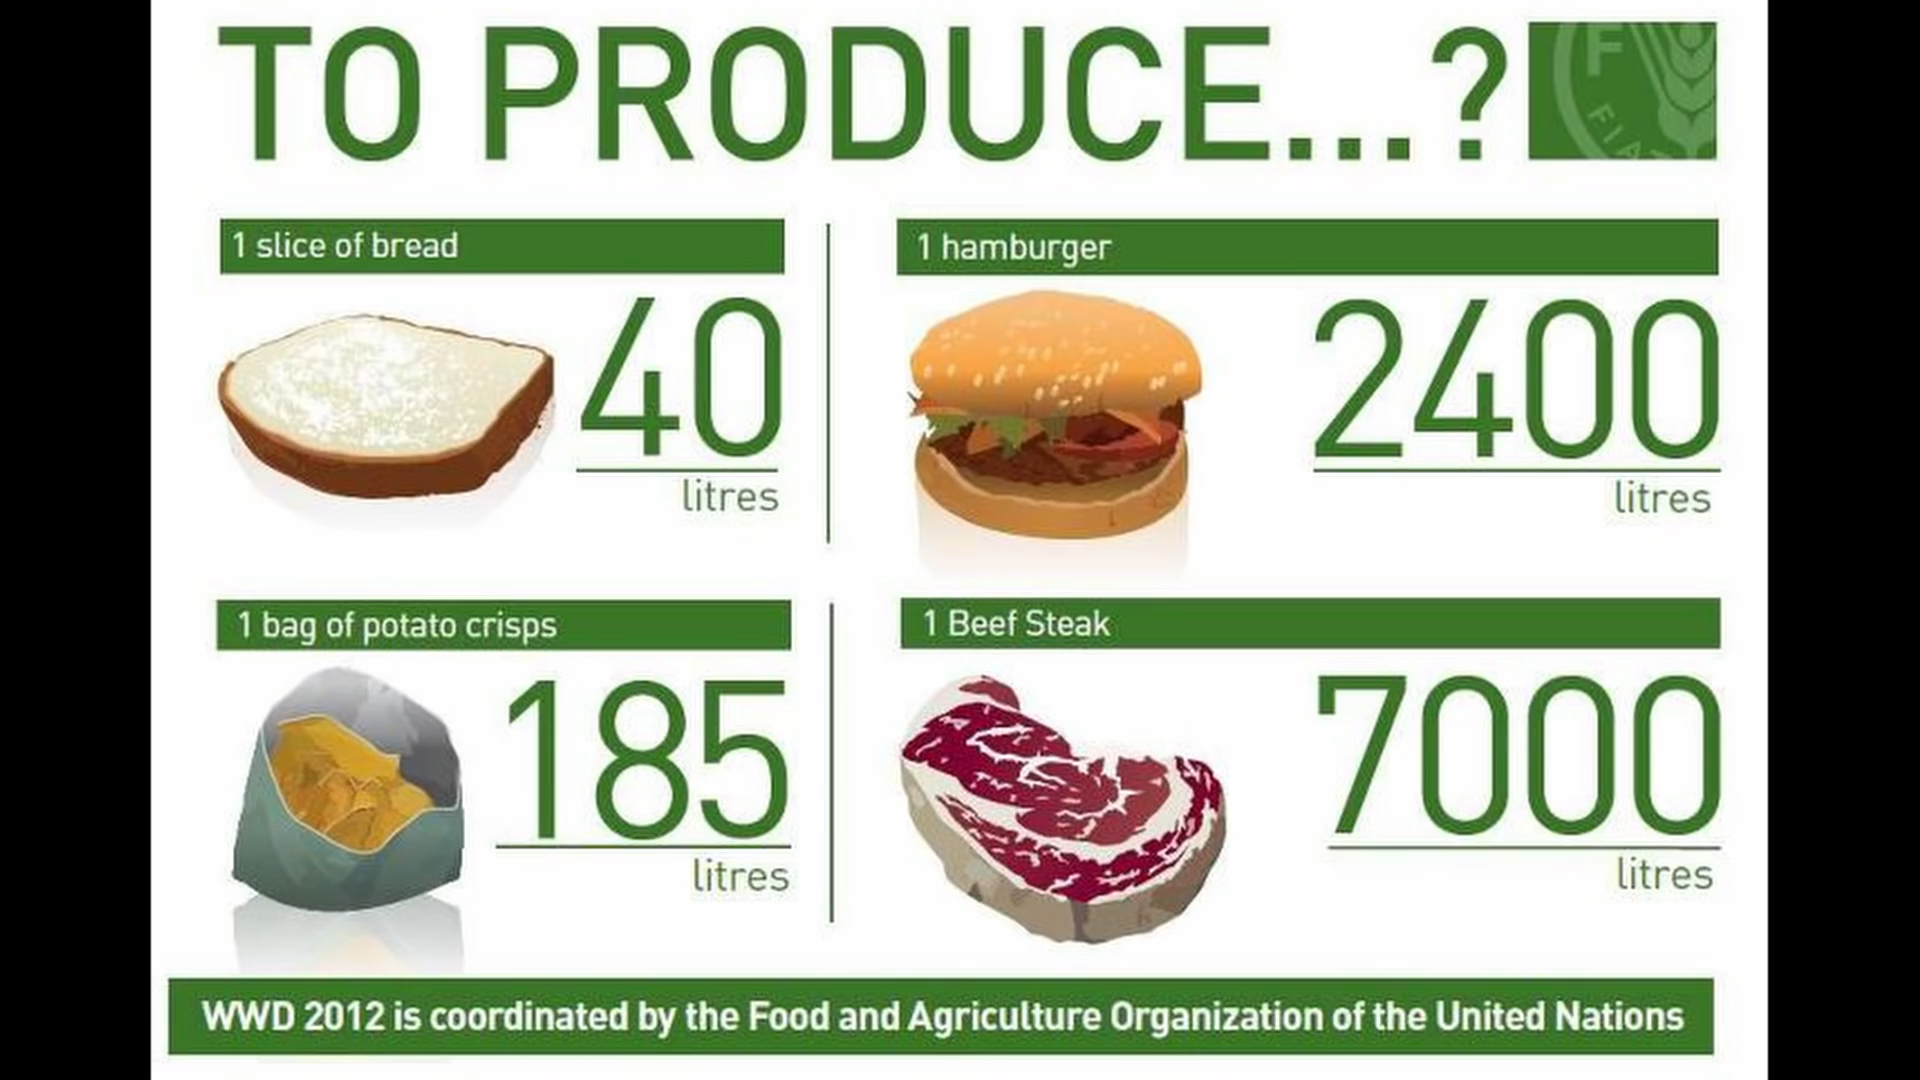 TO PRODUCE...?
F
FIAT
1 slice of bread
40
litres
1 hamburger
2400
litres
1 bag of potato crisps
185
litres
1 Beef Steak
7000
litres
WWD 2012 is coordinated by the Food and Agriculture Organization of the United Nations